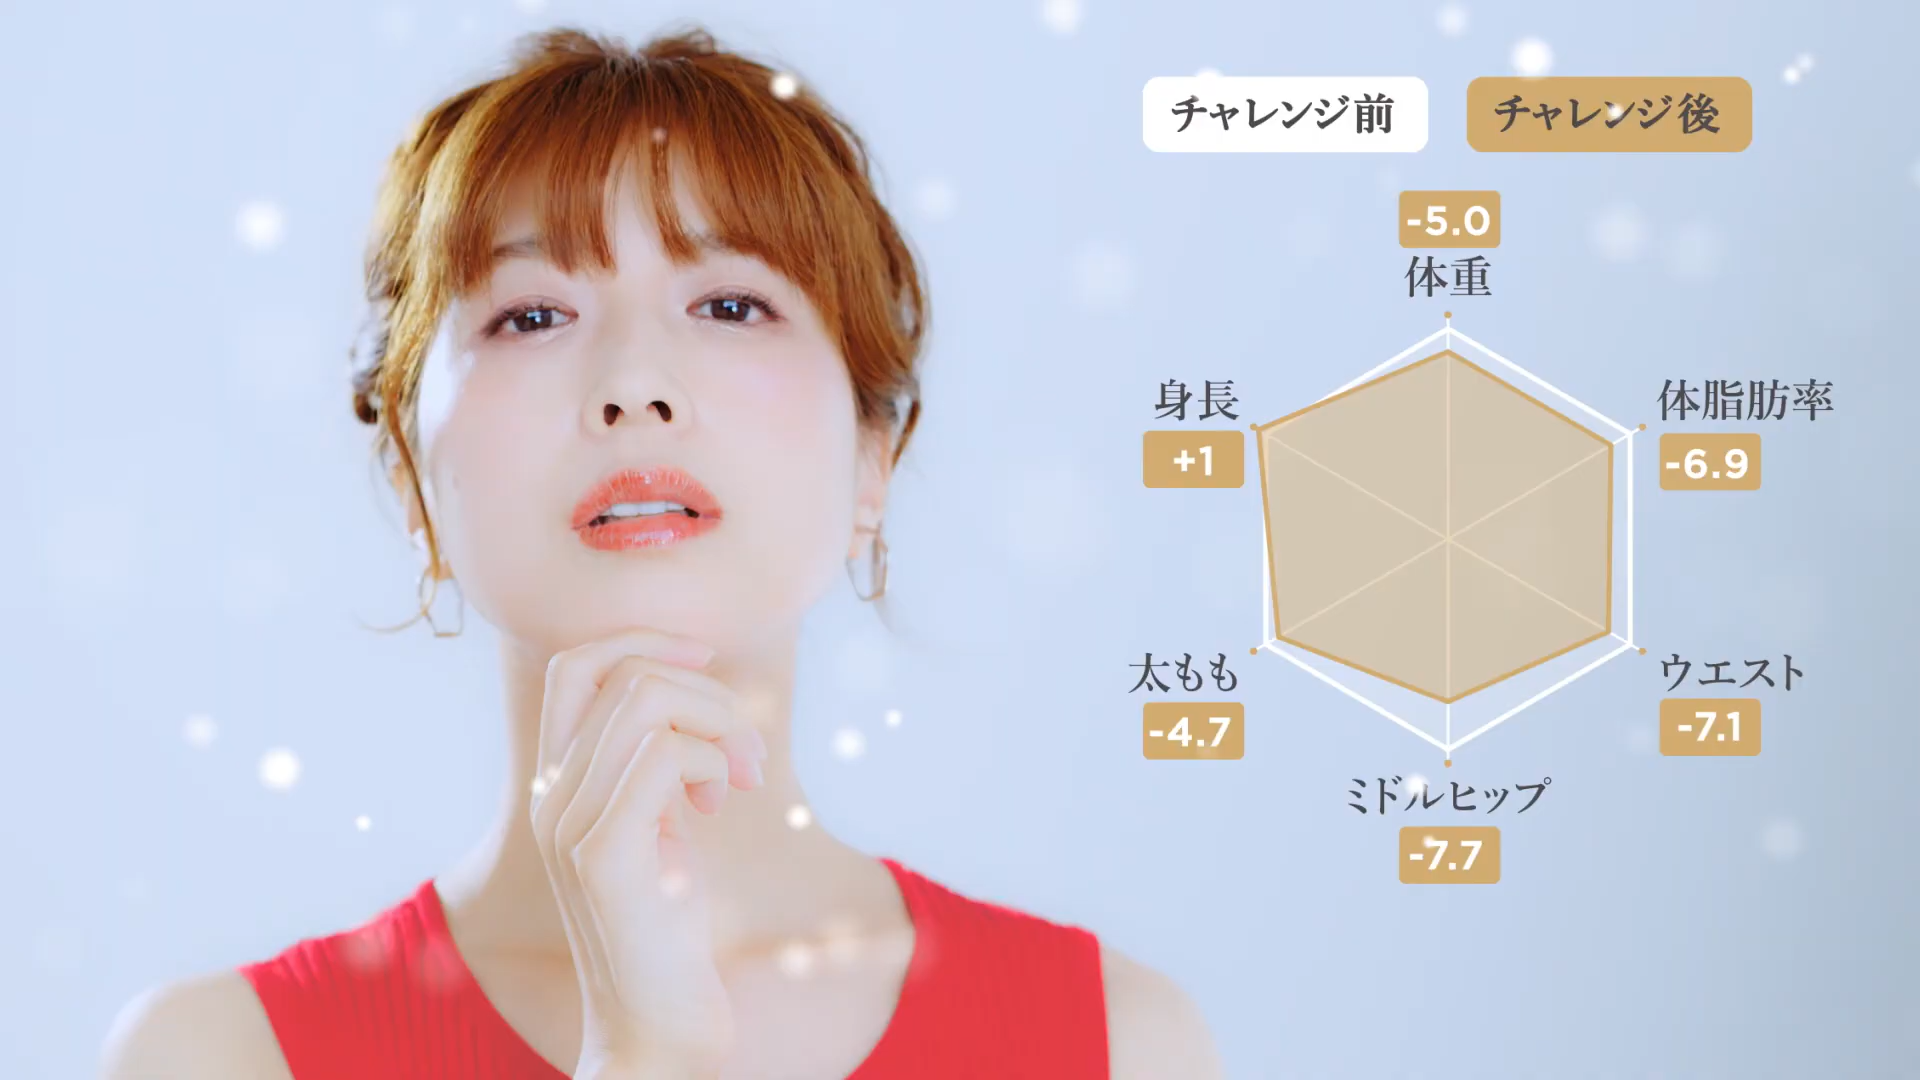 チャレンジ前
チャレンジ後
-5.0
体重
身長
+1
体脂肪率
-6.9
太もも
-4.7
ウエスト
-7.1
ミドルヒップ
-7.7